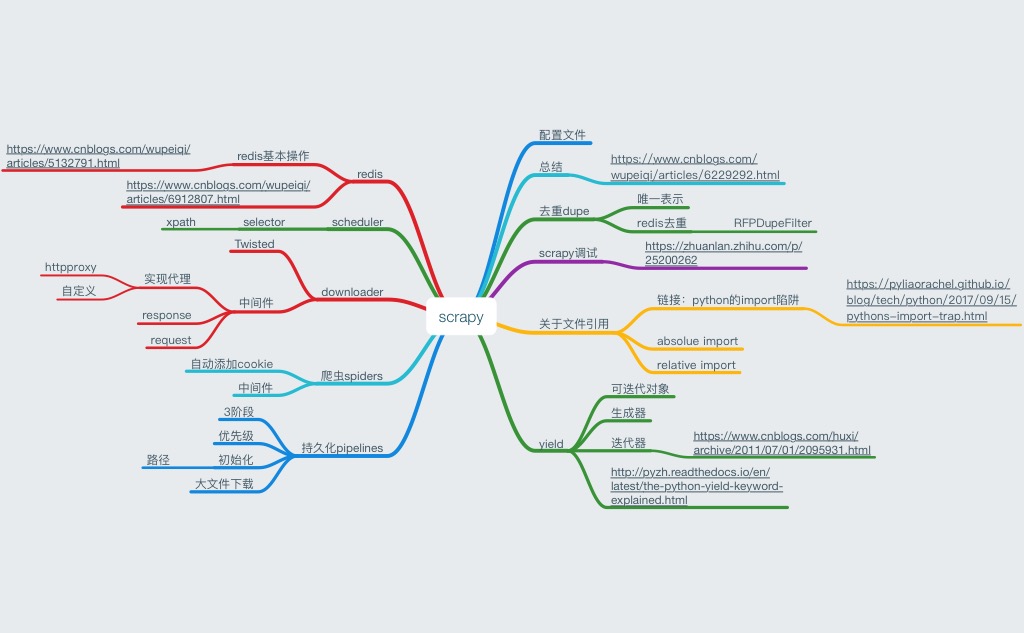 scrapy
配置文件
总结
https://www.cnblogs.com/
wupeiqi/articles/6229292.html
去重dupe
唯一表示
redis去重
RFPDupeFilter
scrapy调试
https://zhuanlan.zhihu.com/p/
25200262
关于文件引用
链接：python的import陷阱
https://pyliaorachel.github.io/
blog/tech/python/2017/09/15/
pythons-import-trap.html
absolue import
relative import
yield
可迭代对象
生成器
迭代器
https://www.cnblogs.com/huxi/
archive/2011/07/01/2095931.html
http://pyzh.readthedocs.io/en/
latest/the-python-yield-keyword-
explained.html
redis
redis基本操作
https://www.cnblogs.com/wupeiqi/
articles/5132791.html
https://www.cnblogs.com/wupeiqi/
articles/6912807.html
scheduler
selector
xpath
downloader
Twisted
中间件
实现代理
httpproxy
自定义
response
request
爬虫spiders
自动添加cookie
中间件
持久化pipelines
3阶段
优先级
初始化
路径
大文件下载